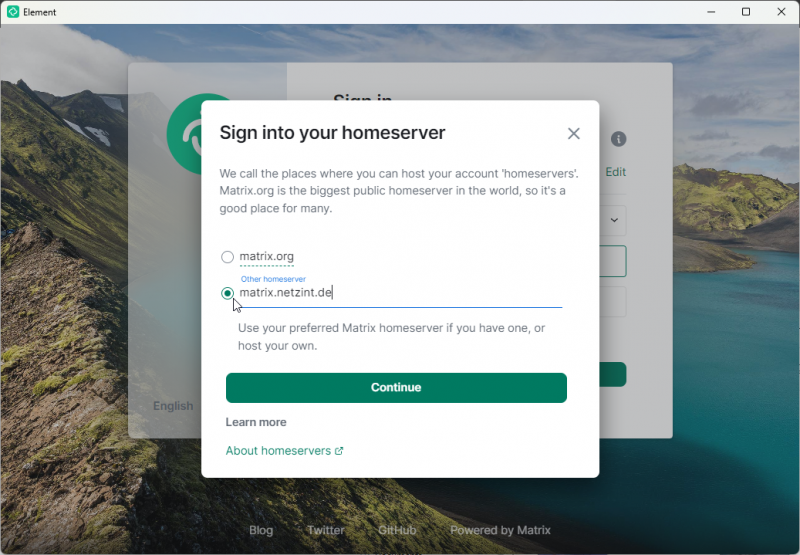 Element
Sign in
Sign into your homeserver
We call the places where you can host your account 'homeservers'.
Matrix.org is the biggest public homeserver in the world, so it's a
good place for many.
Edit
matrix.org
Other homeserver
matrix.netzint.de
Use your preferred Matrix homeserver if you have one, or
host your own.
Continue
English
Learn more
About homeservers
Blog Twitter GitHub Powered by Matrix